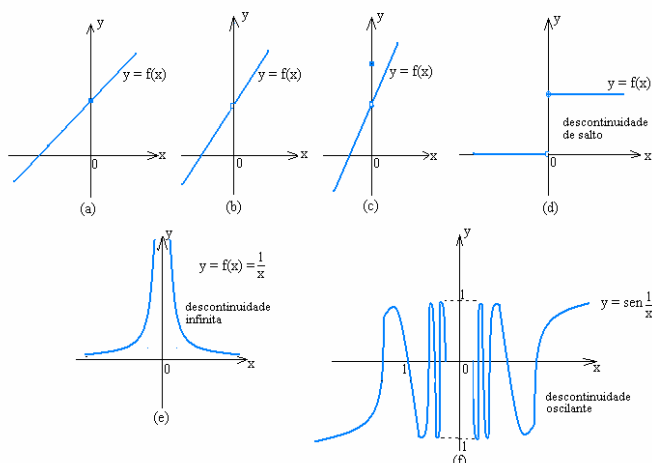 y
y = f(x)
0
x
(a)
y
y = f(x)
0
x
(b)
y
y = f(x)
0
x
(c)
y
y = f(x)
descontinuidade
de salto
0
x
(d)
y
y = f(x) = 1/x
descontinuidade
infinita
0
x
(e)
y
1
y = sen 1/x
1
0
x
descontinuidade
oscilante
1
(f)